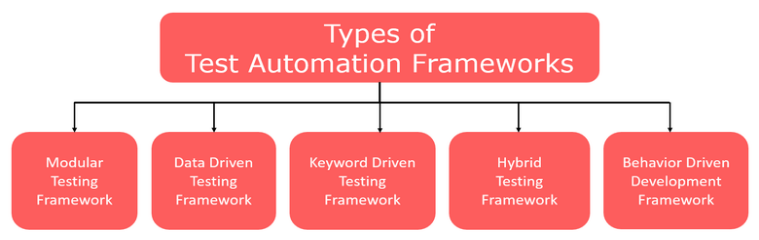 Types of
Test Automation Frameworks
Modular
Testing
Framework
Data Driven
Testing
Framework
Keyword Driven
Testing
Framework
Hybrid
Testing
Framework
Behavior Driven
Development
Framework